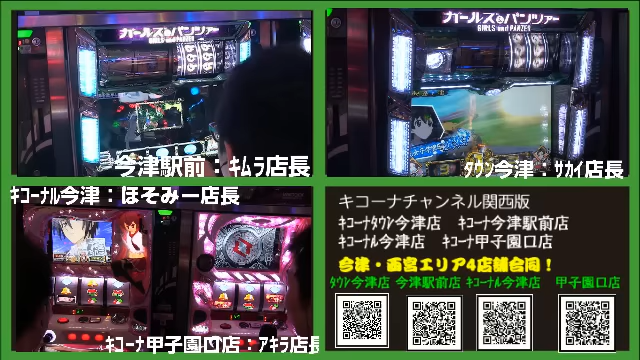 ガールズ&パンツァー
GIRLS und PANZER
今津駅前：ｷﾑﾗ店長
ガールズ&パンツァー
GIRLS und PANZER
ﾀｳﾝ今津：ｻｶｲ店長
ｷｺｰﾅﾙ今津：ほそみー店長
ｷｺｰﾅ甲子園口店：ｱｷﾗ店長
キコーナチャンネル関西版
ｷｺｰﾅﾀｳﾝ今津店 ｷｺｰﾅ今津駅前店
ｷｺｰﾅﾙ今津店 ｷｺｰﾅ甲子園口店
今津・西宮エリア4店舗合同！
ﾀｳﾝ今津店 今津駅前店 ｷｺｰﾅﾙ今津店 甲子園口店